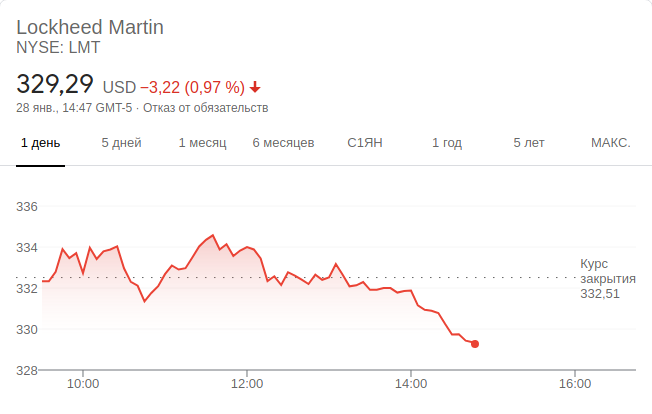 Lockheed Martin
NYSE: LMT
329,29 USD −3,22 (0,97 %)
28 янв., 14:47 GMT-5 · Отказ от обязательств
1 день 5 дней 1 месяц 6 месяцев С1ЯН 1 год 5 лет МАКС.
336
334
Курс
закрытия
332,51
332
330
328
10:00 12:00 14:00 16:00